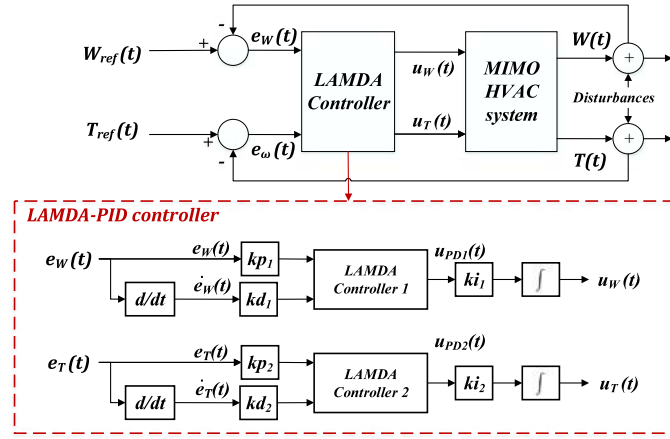 -
W_ref(t)
+
e_W(t)
LAMDA
Controller
u_W(t)
MIMO
HVAC
system
W(t)
+
Disturbances
T_ref(t)
+
-
e_ω(t)
u_T(t)
T(t)
+
LAMDA-PID controller
e_W(t)
e_W(t)
kp_1
d/dt
ė_W(t)
kd_1
LAMDA
Controller 1
u_PD1(t)
ki_1
∫
u_W(t)
e_T(t)
e_T(t)
kp_2
d/dt
ė_T(t)
kd_2
LAMDA
Controller 2
u_PD2(t)
ki_2
∫
u_T(t)